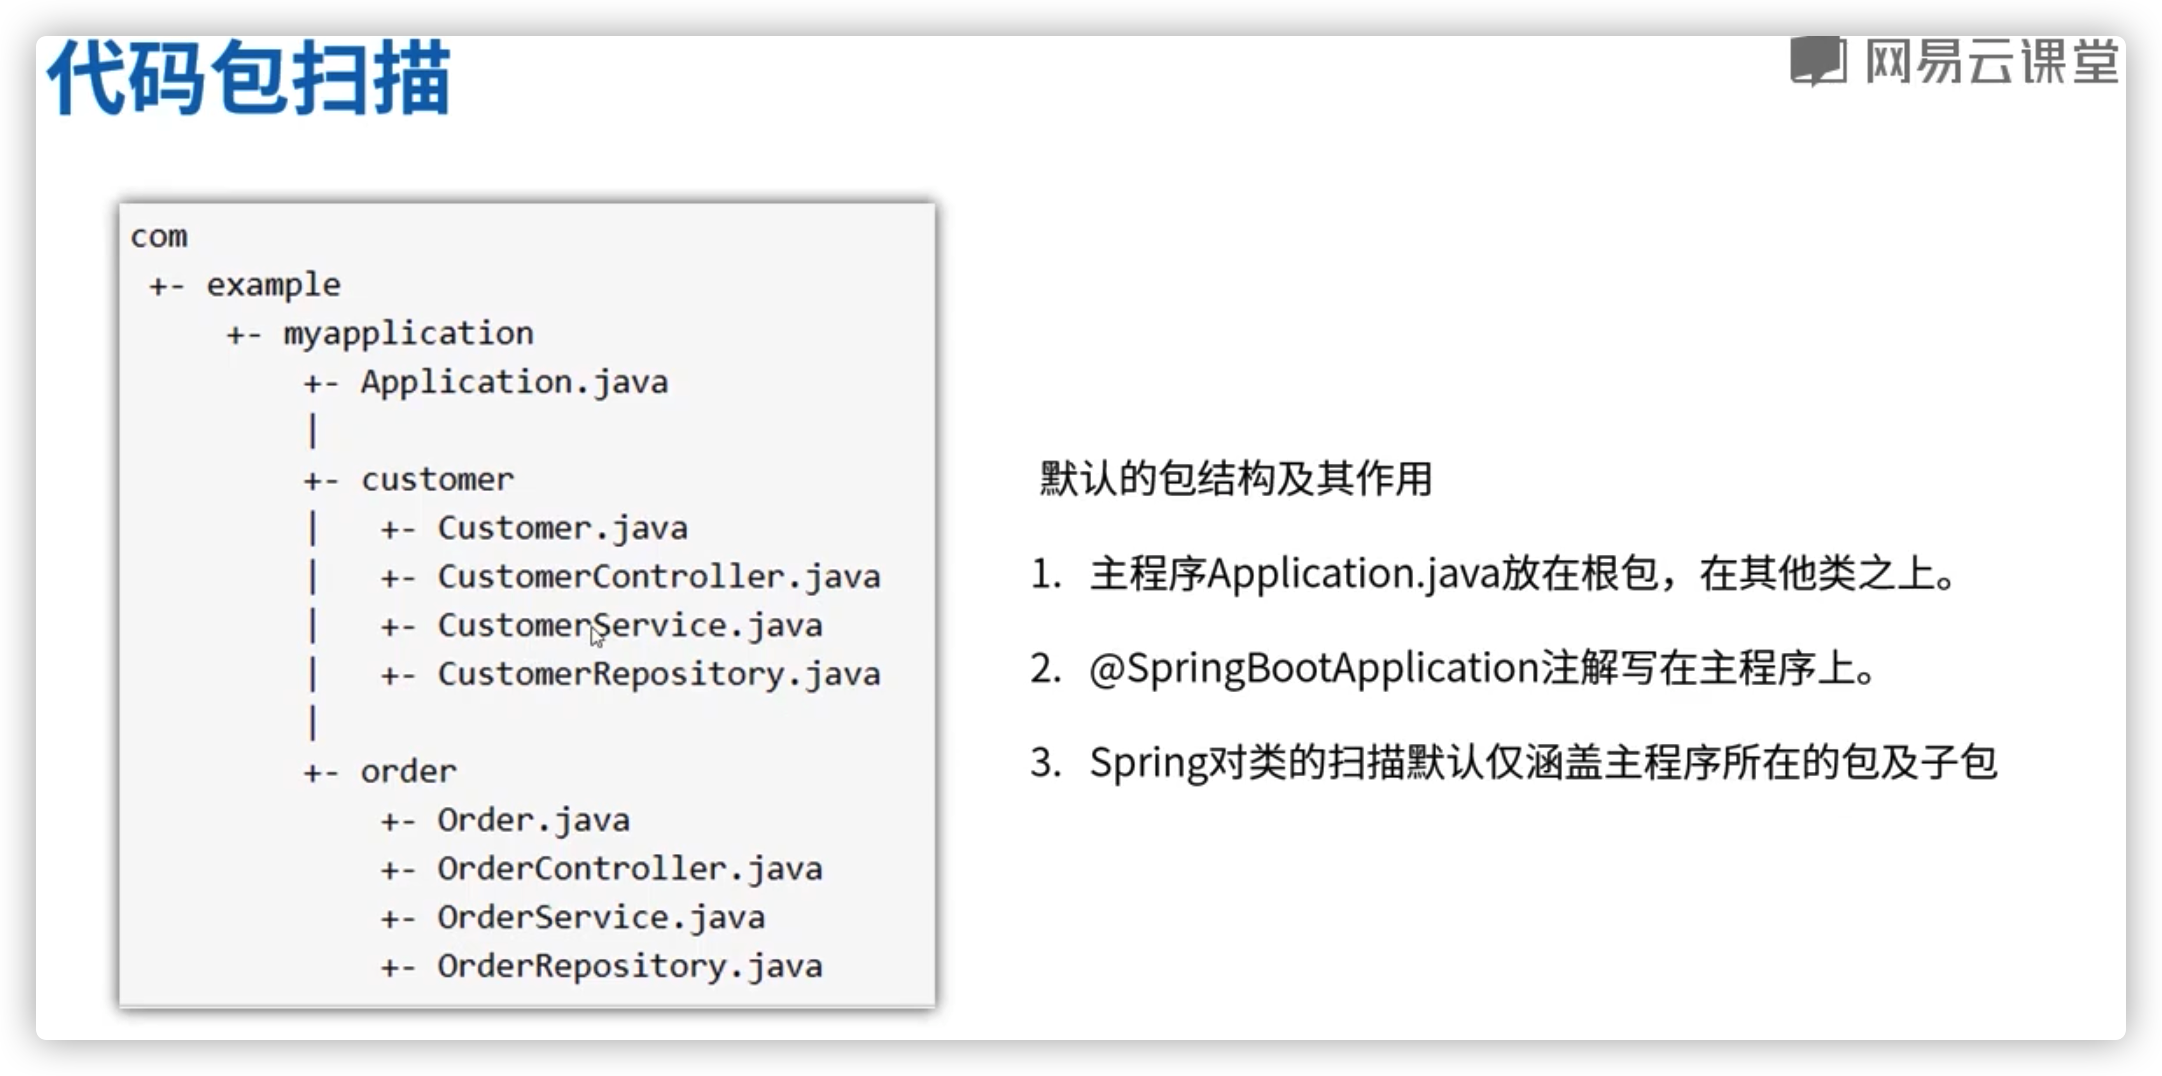 代码包扫描
网易云课堂
com
+- example
+- myapplication
+- Application.java
|
+- customer
|   +- Customer.java
|   +- CustomerController.java
|   +- CustomerService.java
|   +- CustomerRepository.java
|
+- order
+- Order.java
+- OrderController.java
+- OrderService.java
+- OrderRepository.java
默认的包结构及其作用
1. 主程序Application.java放在根包，在其他类之上。
2. @SpringBootApplication注解写在主程序上。
3. Spring对类的扫描默认仅涵盖主程序所在的包及子包